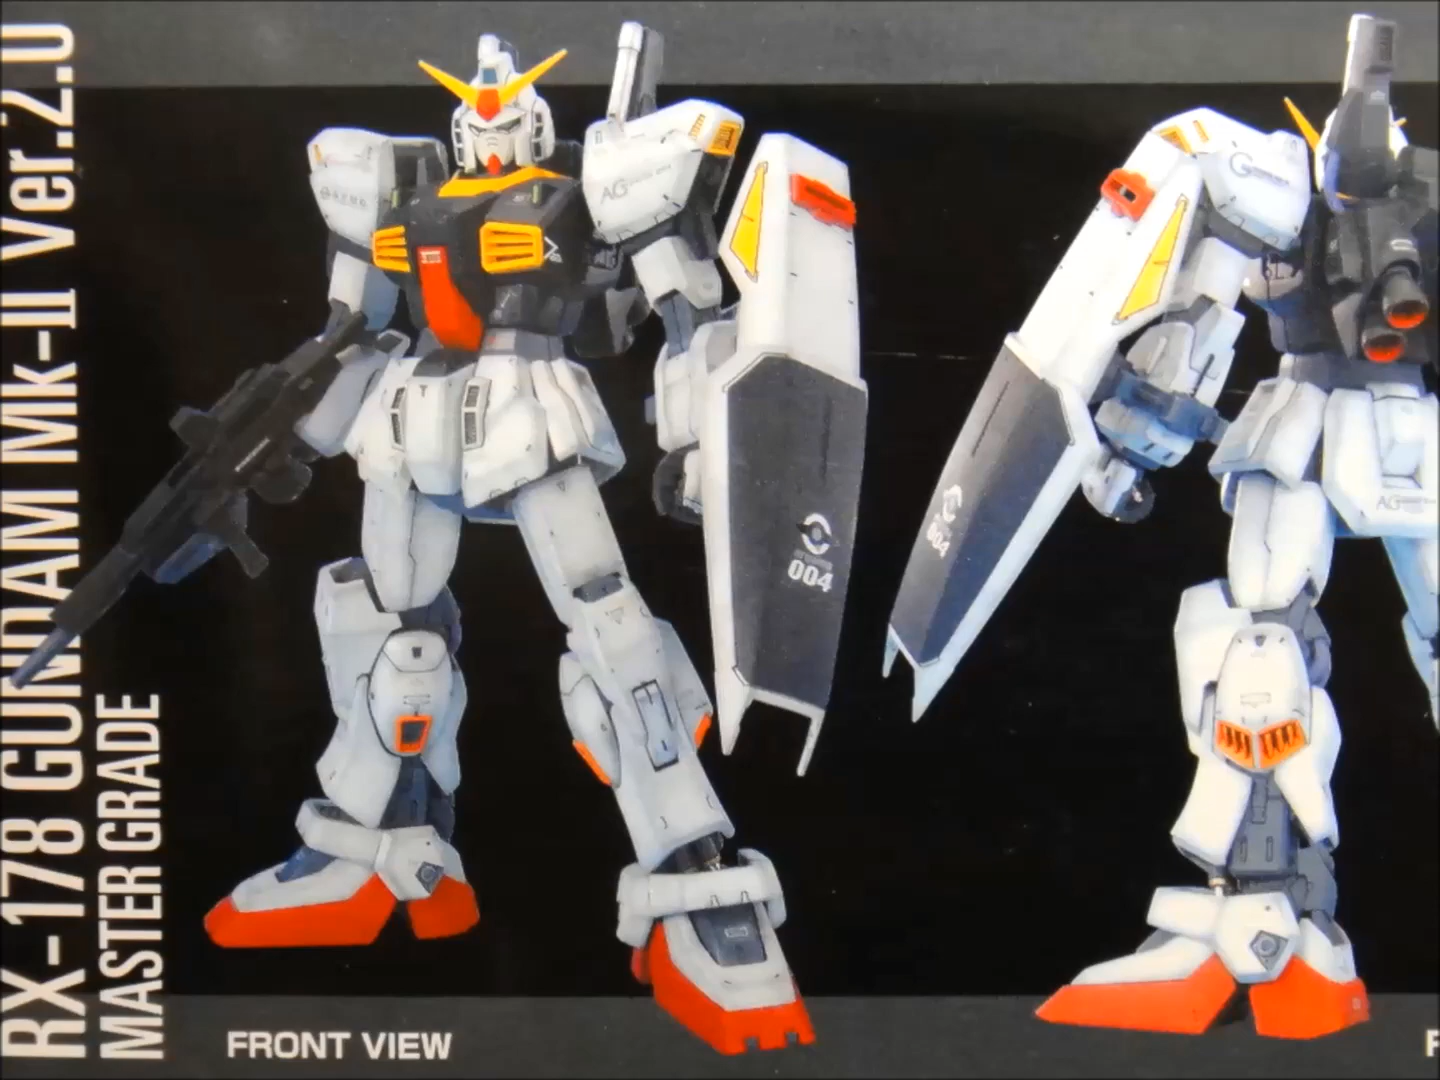 RX-178 GUNDAM Mk-II Ver.2.0
MASTER GRADE
AG
004
004
AG
FRONT VIEW